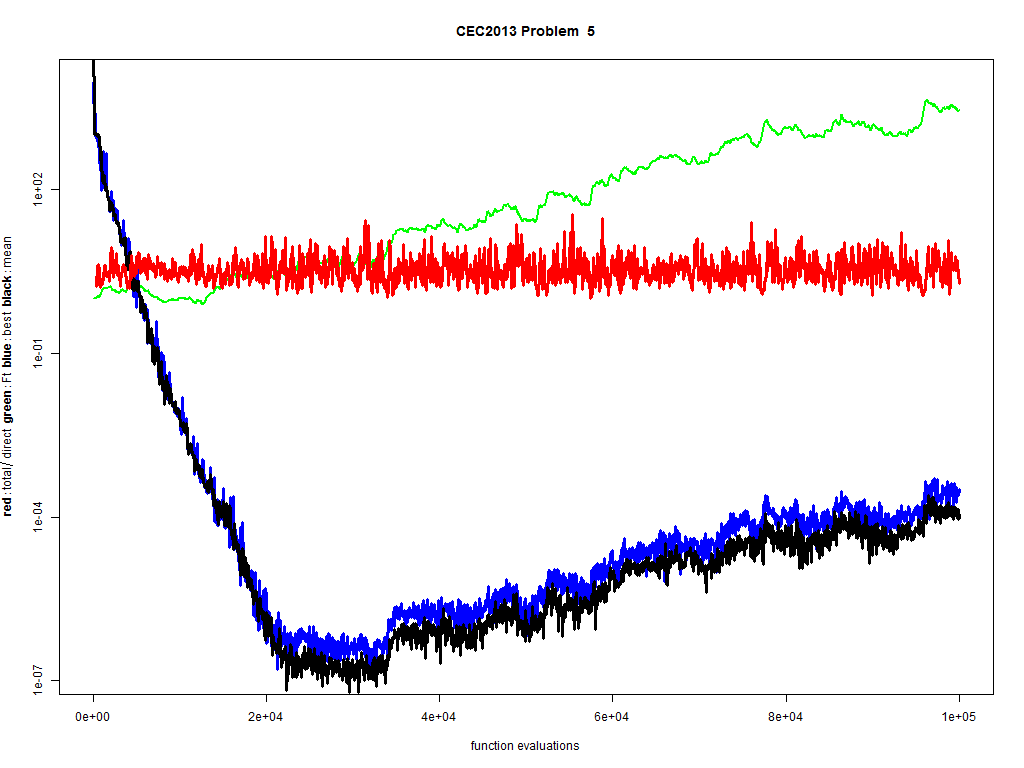 CEC2013 Problem 5
1e+02
1e-01
1e-04
1e-07
red : total/ direct green : Ft blue : best black : mean
0e+00 2e+04 4e+04 6e+04 8e+04 1e+05
function evaluations